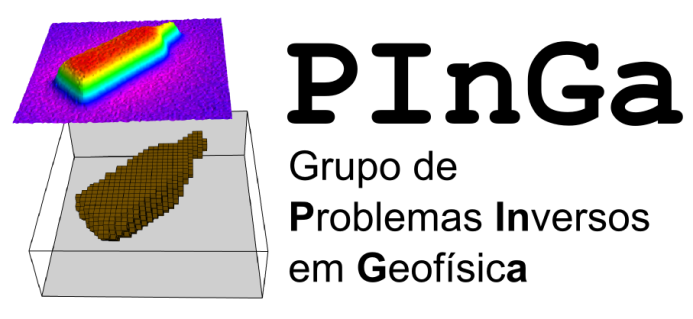 PInGa
Grupo de
Problemas Inversos
em Geofísica